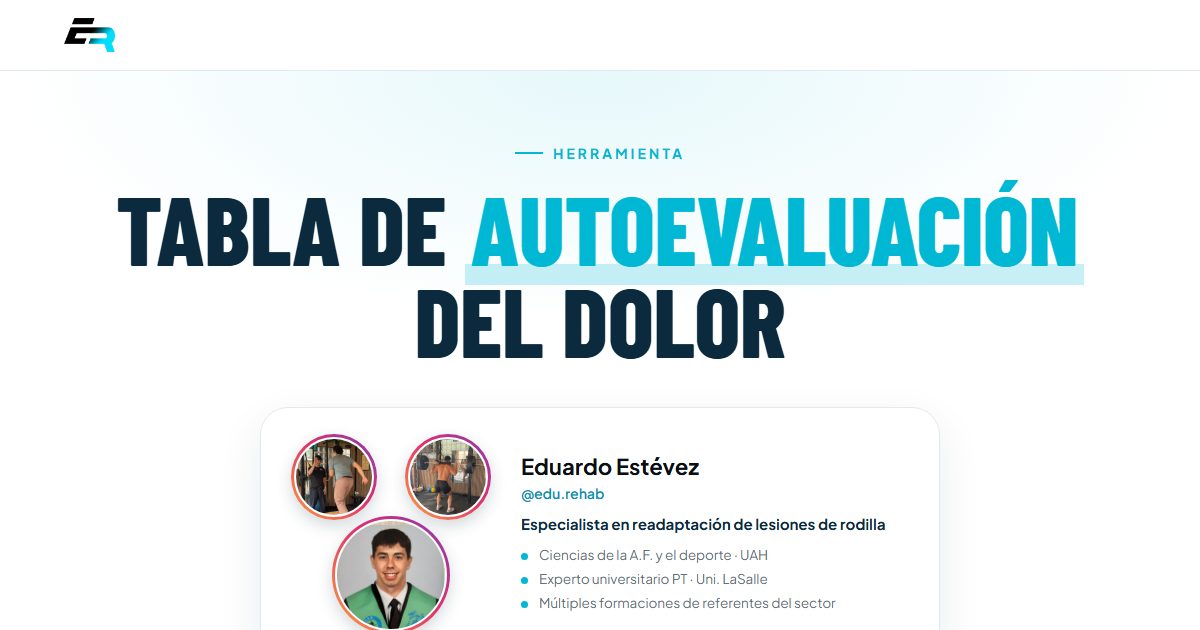 ER
HERRAMIENTA
TABLA DE AUTOEVALUACIÓN
DEL DOLOR
Eduardo Estévez
@edu.rehab
Especialista en readaptación de lesiones de rodilla
Ciencias de la A.F. y el deporte · UAH
Experto universitario PT · Uni. LaSalle
Múltiples formaciones de referentes del sector